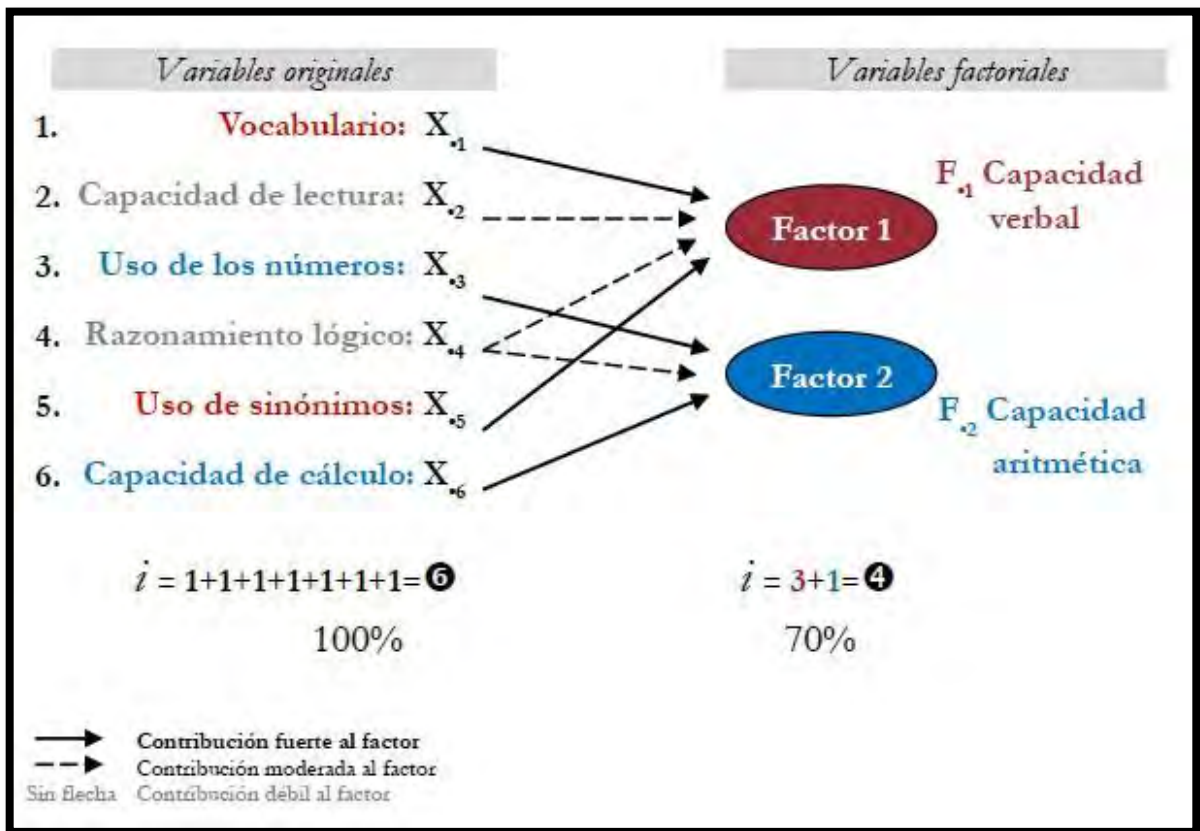 Variables originales
1. Vocabulario: X.1
2. Capacidad de lectura: X.2
3. Uso de los números: X.3
4. Razonamiento lógico: X.4
5. Uso de sinónimos: X.5
6. Capacidad de cálculo: X.6
i = 1+1+1+1+1+1+1=❻
100%
Variables factoriales
Factor 1
F.1 Capacidad
verbal
Factor 2
F.2 Capacidad
aritmética
i = 3+1=❹
70%
Contribución fuerte al factor
Contribución moderada al factor
Sin flecha Contribución débil al factor